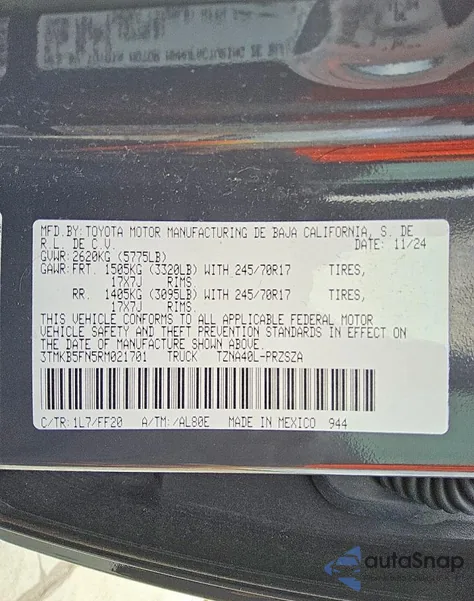 MFD.BY: TOYOTA MOTOR MANUFACTURING DE BAJA CALIFORNIA, S. DE
R.L. DE C.V. DATE: 11/24
GVWR: 2620KG (5775LB)
GAWR: FRT. 1505KG (3320LB) WITH 245/70R17 TIRES,
17X7J RIMS
RR. 1405KG (3095LB) WITH 245/70R17 TIRES,
17X7J RIMS
THIS VEHICLE CONFORMS TO ALL APPLICABLE FEDERAL MOTOR
VEHICLE SAFETY AND THEFT PREVENTION STANDARDS IN EFFECT ON
THE DATE OF MANUFACTURE SHOWN ABOVE.
3TMKB5FN5RM021701 TRUCK TZNA40L-PRZSZA
C/TR: 1L7/FF20 A/TM: /AL80E MADE IN MEXICO 944
autoSnap